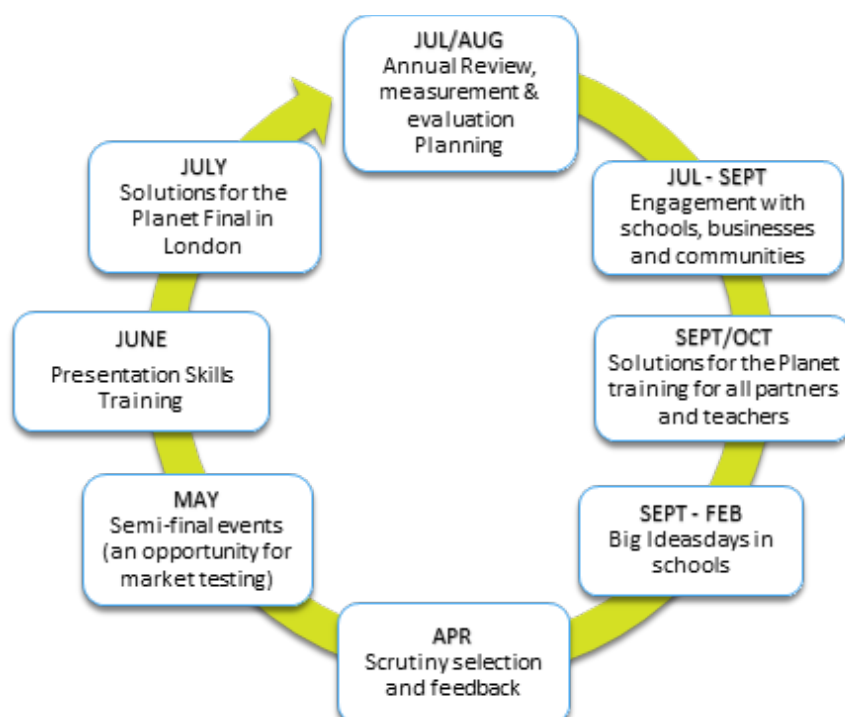 JUL/AUG
Annual Review,
measurement &
evaluation
Planning
JUL - SEPT
Engagement with
schools, businesses
and communities
SEPT/OCT
Solutions for the Planet
training for all partners
and teachers
SEPT - FEB
Big Ideasdays in
schools
APR
Scrutiny selection
and feedback
MAY
Semi-final events
(an opportunity for
market testing)
JUNE
Presentation Skills
Training
JULY
Solutions for the
Planet Final in
London